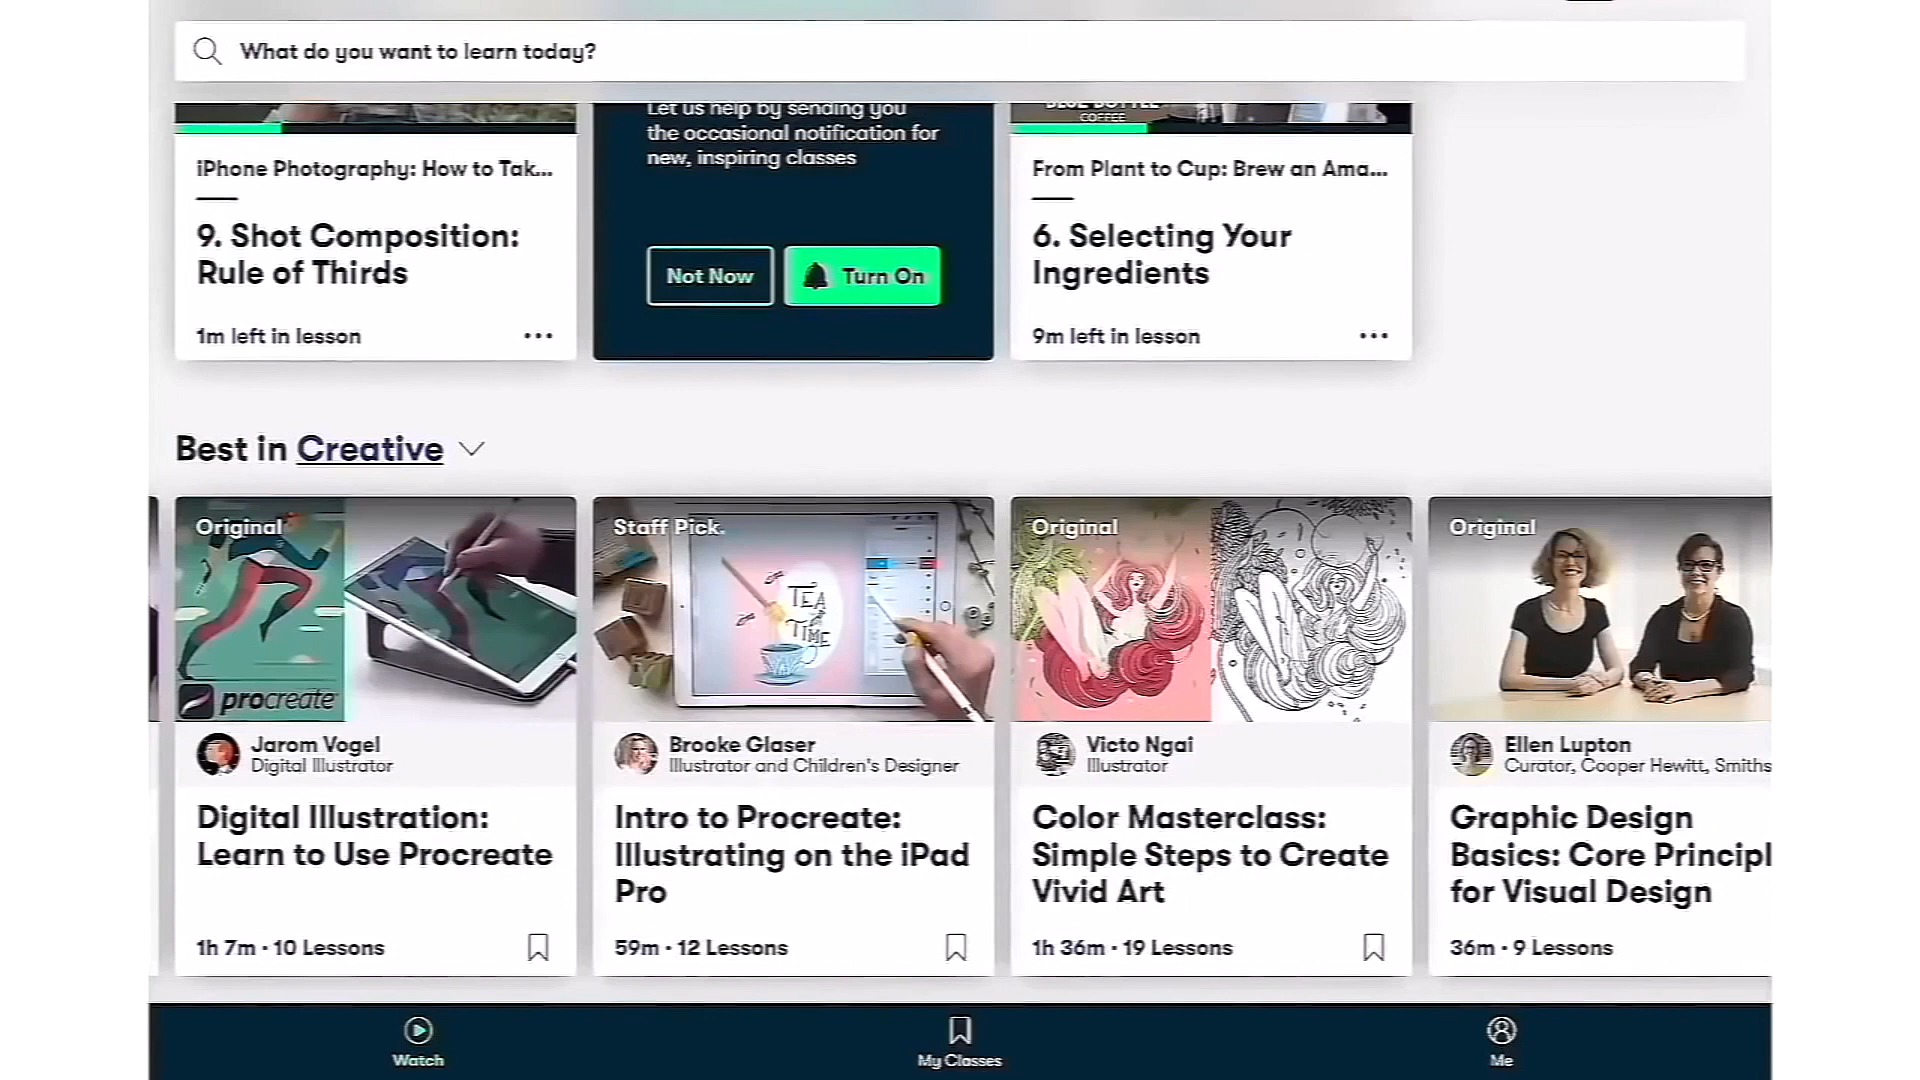 What do you want to learn today?
COFFEE
iPhone Photography: How to Tak...
9. Shot Composition:
Rule of Thirds
1m left in lesson
Let us help by sending you
the occasional notification for
new, inspiring classes
Not Now
Turn On
From Plant to Cup: Brew an Ama...
6. Selecting Your
Ingredients
9m left in lesson
Best in Creative
Original
procreate
Jarom Vogel
Digital Illustrator
Digital Illustration:
Learn to Use Procreate
1h 7m · 10 Lessons
Staff Pick.
TEA
TIME
Brooke Glaser
Illustrator and Children's Designer
Intro to Procreate:
Illustrating on the iPad
Pro
59m · 12 Lessons
Original
Victo Ngai
Illustrator
Color Masterclass:
Simple Steps to Create
Vivid Art
1h 36m · 19 Lessons
Original
Ellen Lupton
Curator, Cooper Hewitt, Smiths
Graphic Design
Basics: Core Principl
for Visual Design
36m · 9 Lessons
Watch
My Classes
Me